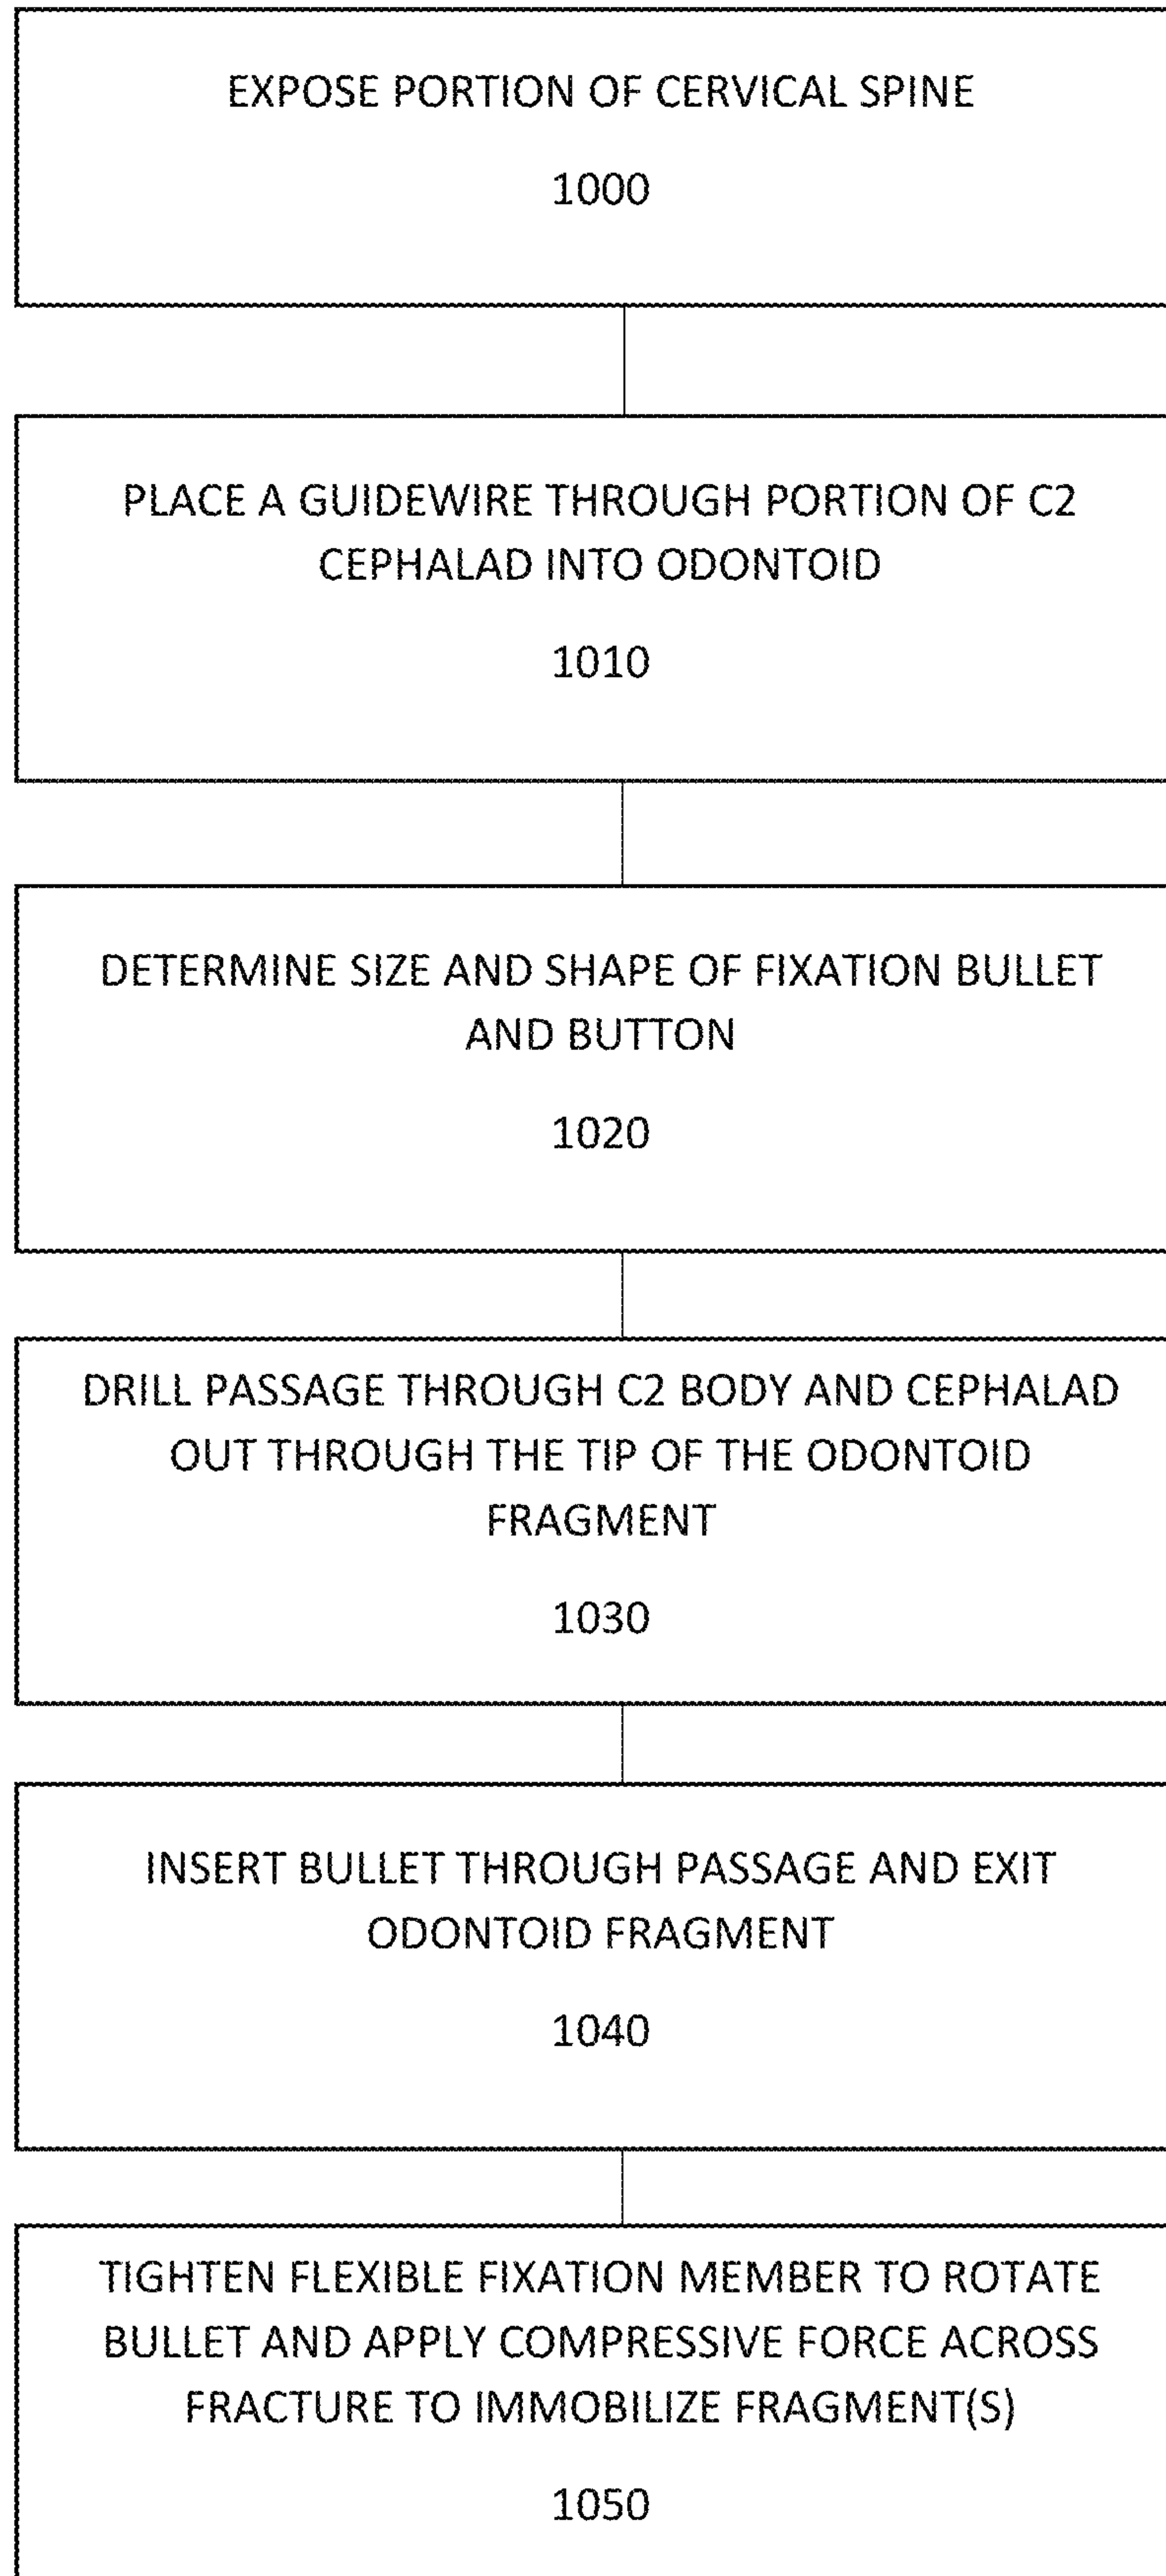 EXPOSE PORTION OF CERVICAL SPINE
1000
PLACE A GUIDEWIRE THROUGH PORTION OF C2
CEPHALAD INTO ODONTOID
1010
DETERMINE SIZE AND SHAPE OF FIXATION BULLET
AND BUTTON
1020
DRILL PASSAGE THROUGH C2 BODY AND CEPHALAD
OUT THROUGH THE TIP OF THE ODONTOID
FRAGMENT
1030
INSERT BULLET THROUGH PASSAGE AND EXIT
ODONTOID FRAGMENT
1040
TIGHTEN FLEXIBLE FIXATION MEMBER TO ROTATE
BULLET AND APPLY COMPRESSIVE FORCE ACROSS
FRACTURE TO IMMOBILIZE FRAGMENT(S)
1050